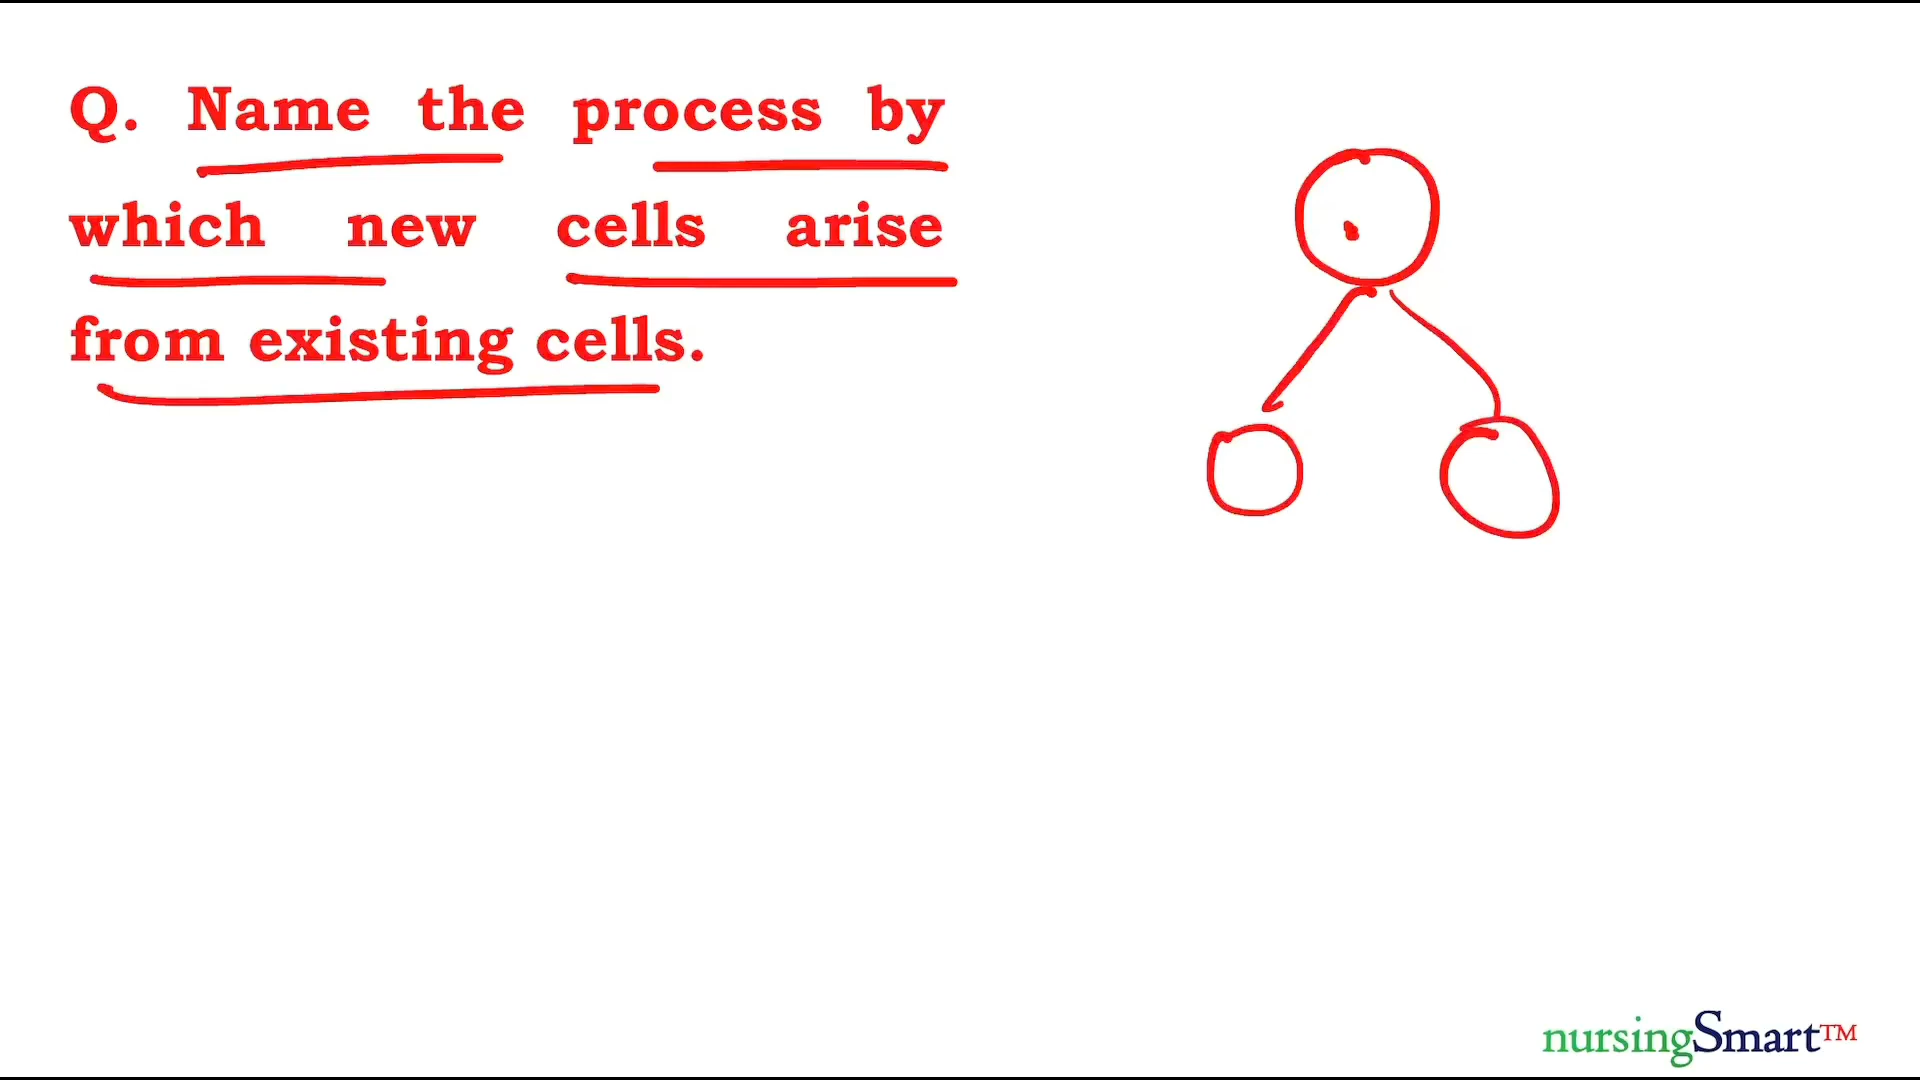 Q. Name the process by
which new cells arise
from existing cells.
nursingSmart™